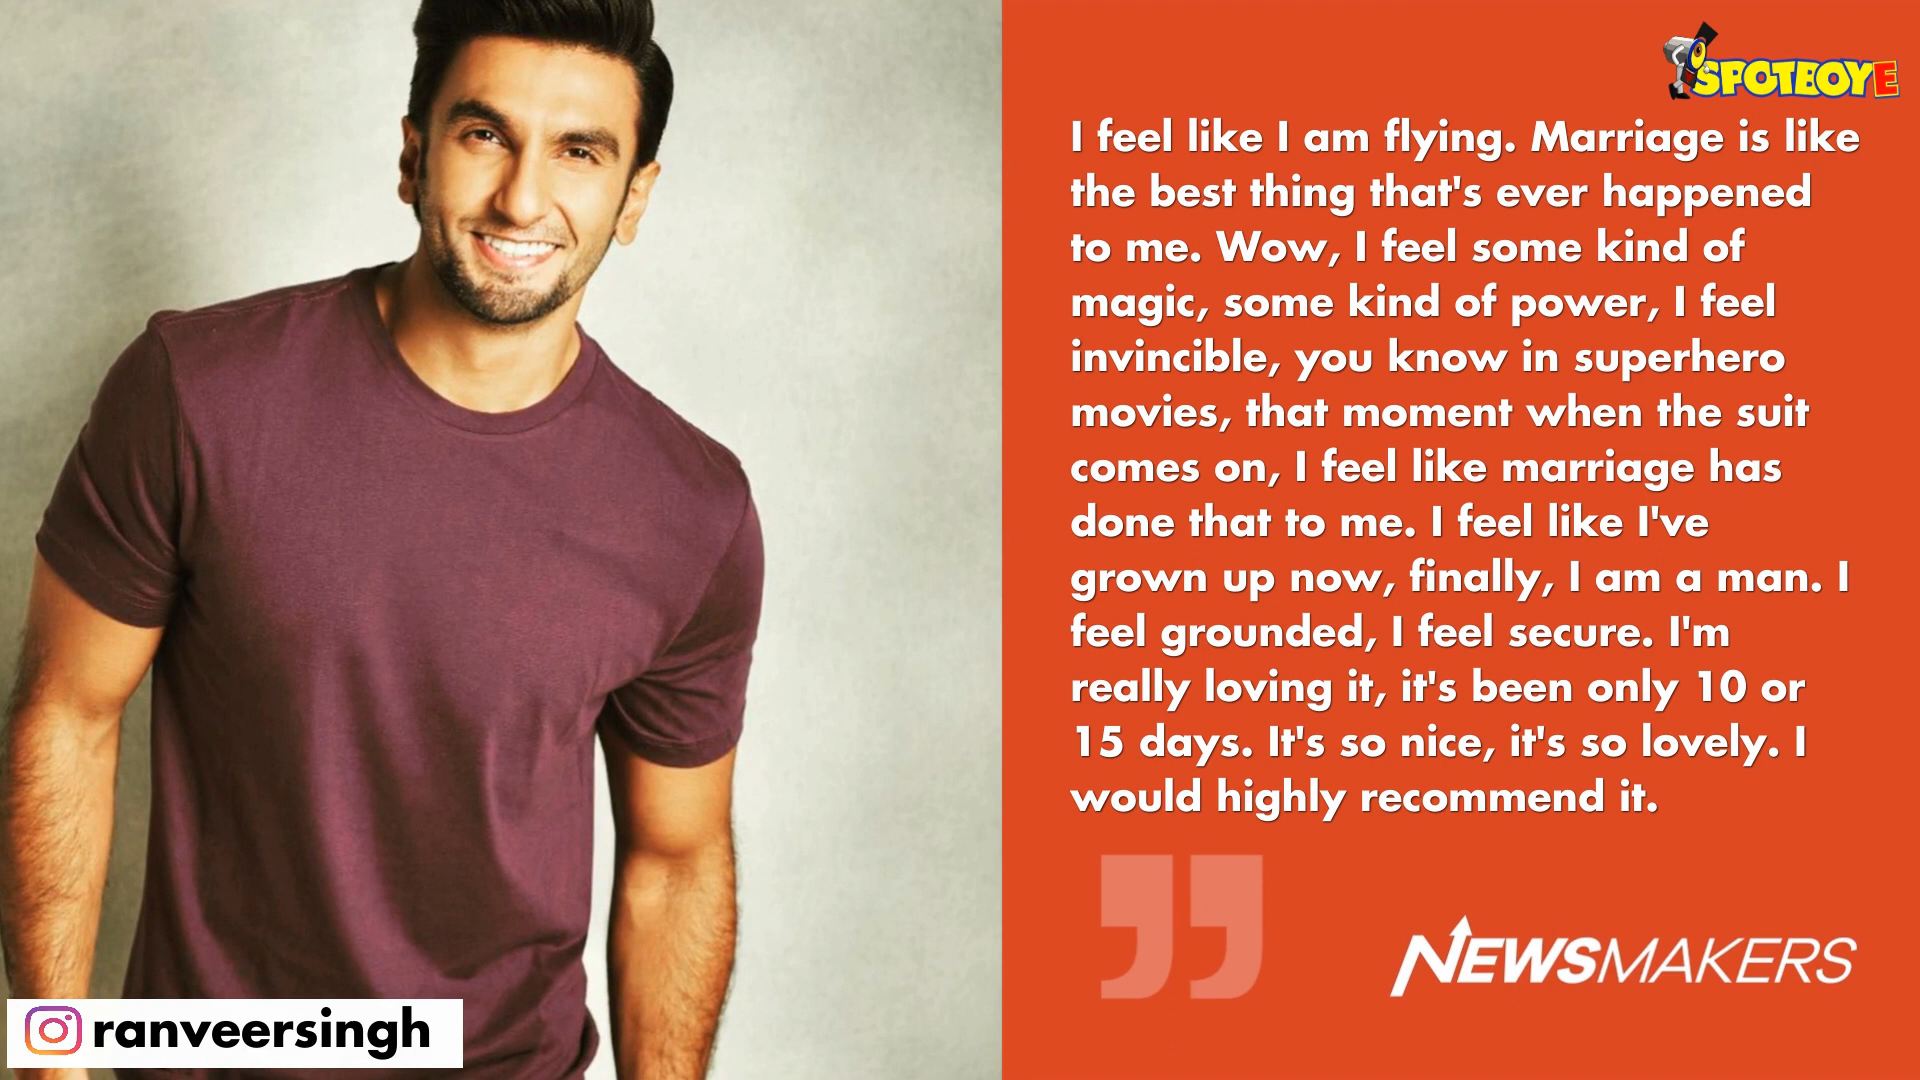 SPOTBOYE
I feel like I am flying. Marriage is like
the best thing that's ever happened
to me. Wow, I feel some kind of
magic, some kind of power, I feel
invincible, you know in superhero
movies, that moment when the suit
comes on, I feel like marriage has
done that to me. I feel like I've
grown up now, finally, I am a man. I
feel grounded, I feel secure. I'm
really loving it, it's been only 10 or
15 days. It's so nice, it's so lovely. I
would highly recommend it.
”
NEWSMAKERS
ranveersingh